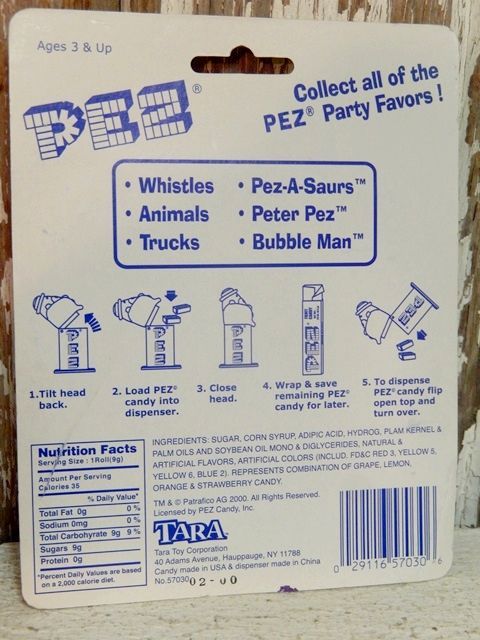 Ages 3 & Up
PEZ®
Collect all of the
PEZ® Party Favors !
• Whistles
• Animals
• Trucks
• Pez-A-Saurs™
• Peter Pez™
• Bubble Man™
PEZ
PEZ
PEZ
PEZ
PEZ
1.Tilt head
back.
2. Load PEZ®
candy into
dispenser.
3. Close
head.
4. Wrap & save
remaining PEZ®
candy for later.
5. To dispense
PEZ® candy flip
open top and
turn over.
Nutrition Facts
Serving Size : 1Roll(9g)
Amount Per Serving
Calories 35
% Daily Value*
Total Fat 0g 0 %
Sodium 0mg 0 %
Total Carbohydrate 9g 9 %
Sugars 9g
Protein 0g
*Percent Daily Values are based
on a 2,000 calorie diet.
INGREDIENTS: SUGAR, CORN SYRUP, ADIPIC ACID, HYDROG, PLAM KERNEL &
PALM OILS AND SOYBEAN OIL MONO & DIGLYCERIDES, NATURAL &
ARTIFICIAL FLAVORS, ARTIFICIAL COLORS (INCLUD. FD&C RED 3, YELLOW 5,
YELLOW 6, BLUE 2). REPRESENTS COMBINATION OF GRAPE, LEMON,
ORANGE & STRAWBERRY CANDY.
TM & © Patrafico AG 2000. All Rights Reserved.
Licensed by PEZ Candy, Inc.
TARA
Tara Toy Corporation
40 Adams Avenue, Hauppauge, NY 11788
Candy made in USA & dispenser made in China
No.57030 02-00
0 29116 57030 6